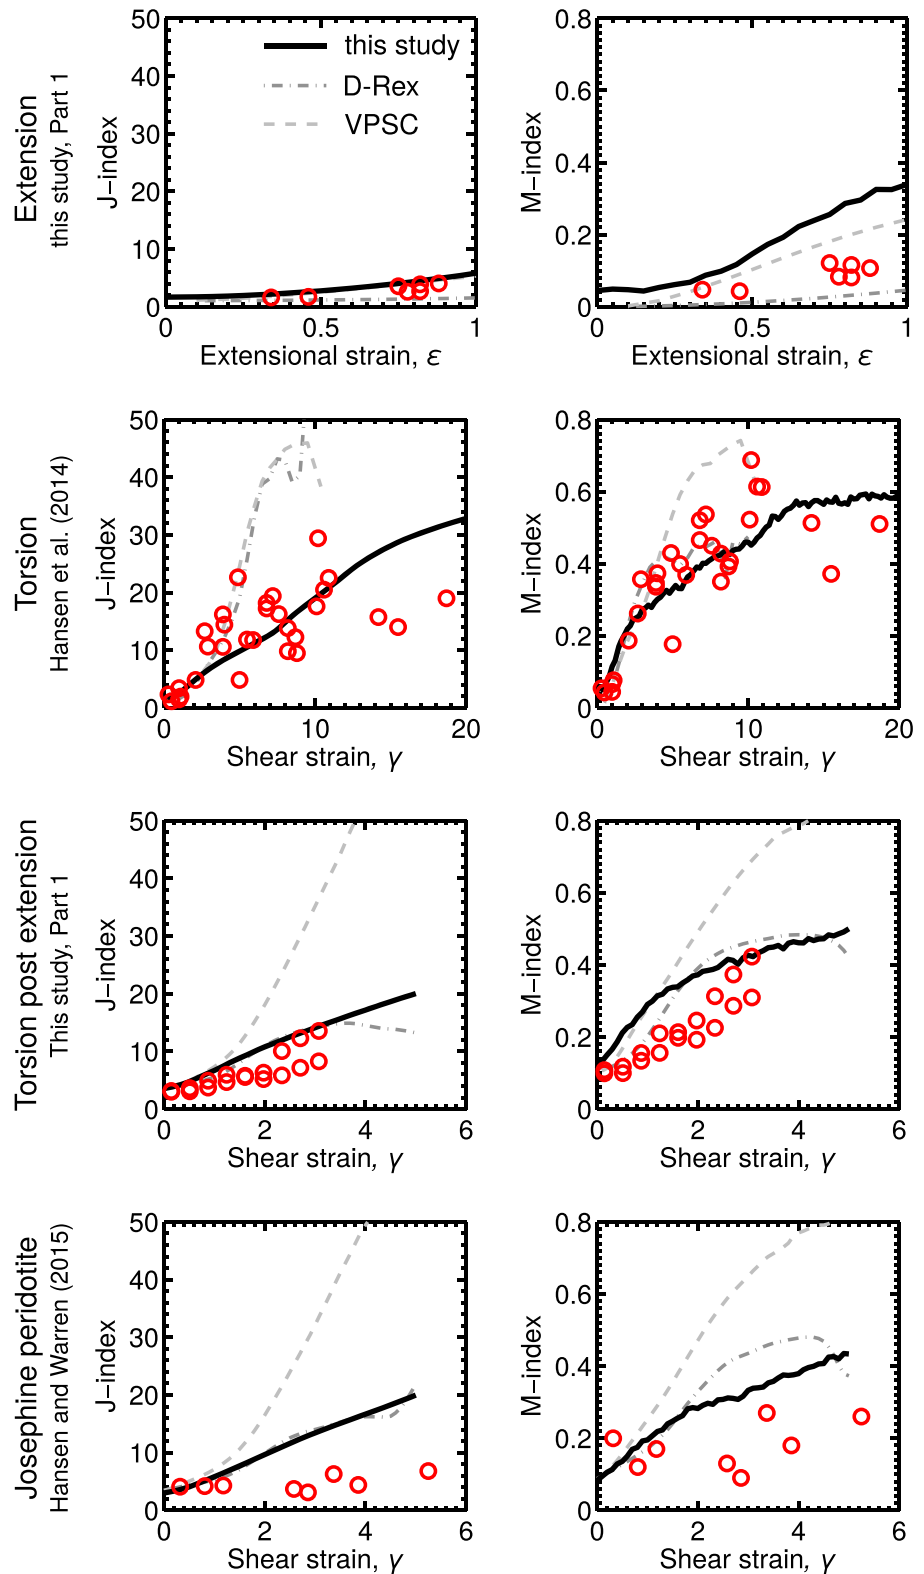 Extension
this study, Part 1
J-index
50
40
30
20
10
0
this study
D-Rex
VPSC
0 0.5 1
Extensional strain, ε
M-index
0.8
0.6
0.4
0.2
0
0 0.5 1
Extensional strain, ε
Torsion
Hansen et al. (2014)
J-index
50
40
30
20
10
0
0 10 20
Shear strain, γ
M-index
0.8
0.6
0.4
0.2
0
0 10 20
Shear strain, γ
Torsion post extension
This study, Part 1
J-index
50
40
30
20
10
0
0 2 4 6
Shear strain, γ
M-index
0.8
0.6
0.4
0.2
0
0 2 4 6
Shear strain, γ
Josephine peridotite
Hansen and Warren (2015)
J-index
50
40
30
20
10
0
0 2 4 6
Shear strain, γ
M-index
0.8
0.6
0.4
0.2
0
0 2 4 6
Shear strain, γ